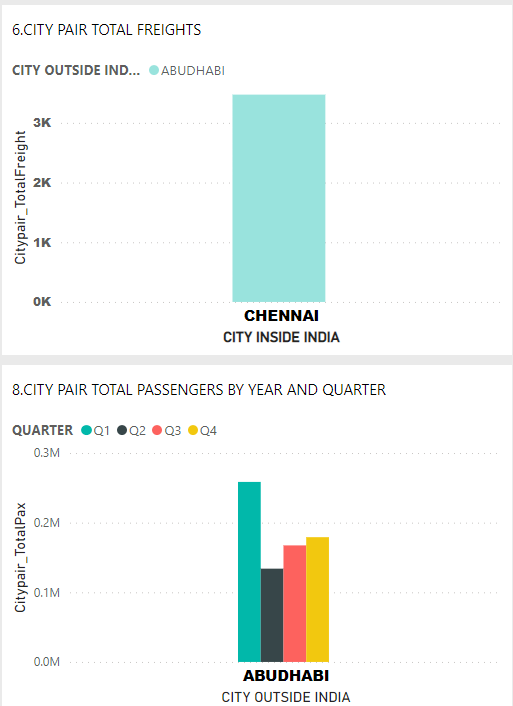 6.CITY PAIR TOTAL FREIGHTS
CITY OUTSIDE IND... ABUDHABI
Citypair_TotalFreight
3K
2K
1K
0K
CHENNAI
CITY INSIDE INDIA
8.CITY PAIR TOTAL PASSENGERS BY YEAR AND QUARTER
QUARTER Q1 Q2 Q3 Q4
Citypair_TotalPax
0.3M
0.2M
0.1M
0.0M
ABUDHABI
CITY OUTSIDE INDIA